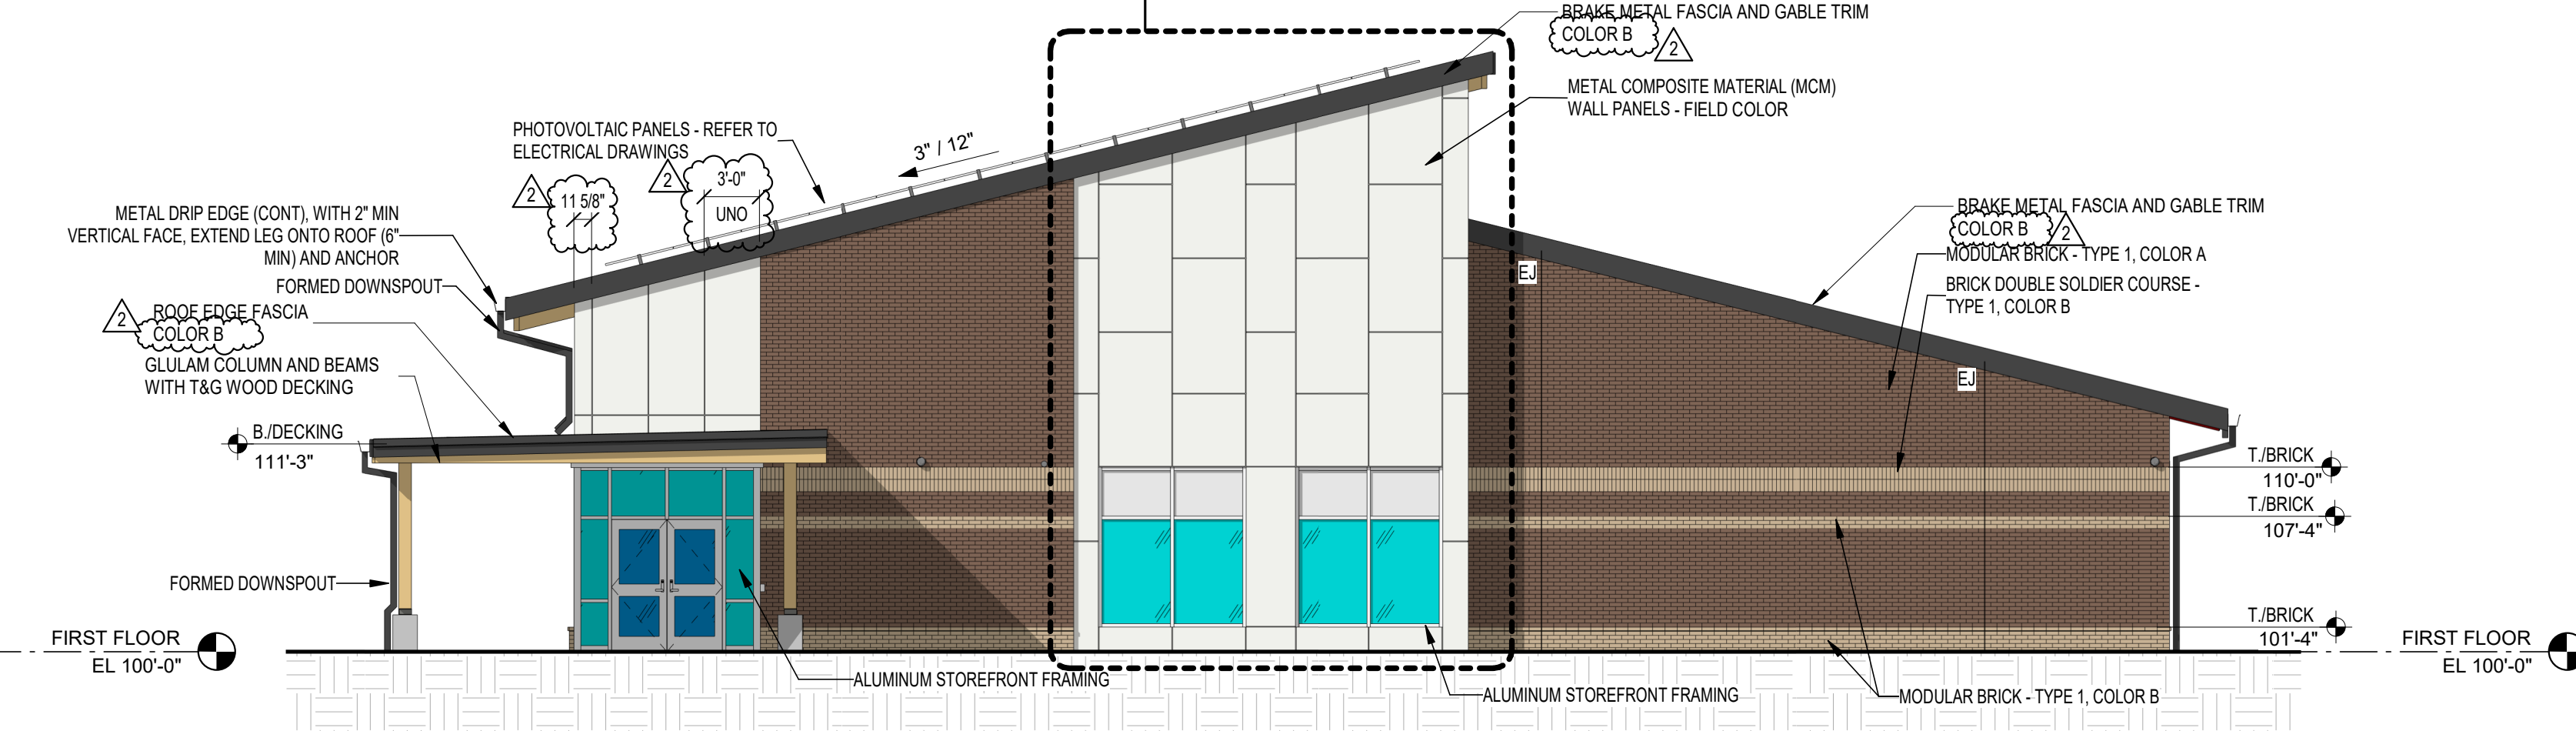 BRAKE METAL FASCIA AND GABLE TRIM
COLOR B
2
METAL COMPOSITE MATERIAL (MCM)
WALL PANELS - FIELD COLOR
PHOTOVOLTAIC PANELS - REFER TO
ELECTRICAL DRAWINGS
3" / 12"
2
11 5/8"
2
3'-0"
UNO
METAL DRIP EDGE (CONT), WITH 2" MIN
VERTICAL FACE, EXTEND LEG ONTO ROOF (6"
MIN) AND ANCHOR
FORMED DOWNSPOUT
2
ROOF EDGE FASCIA
COLOR B
GLULAM COLUMN AND BEAMS
WITH T&G WOOD DECKING
B./DECKING
111'-3"
FORMED DOWNSPOUT
FIRST FLOOR
EL 100'-0"
BRAKE METAL FASCIA AND GABLE TRIM
COLOR B
2
MODULAR BRICK - TYPE 1, COLOR A
BRICK DOUBLE SOLDIER COURSE -
TYPE 1, COLOR B
EJ
EJ
T./BRICK
110'-0"
T./BRICK
107'-4"
T./BRICK
101'-4"
FIRST FLOOR
EL 100'-0"
ALUMINUM STOREFRONT FRAMING
ALUMINUM STOREFRONT FRAMING
MODULAR BRICK - TYPE 1, COLOR B